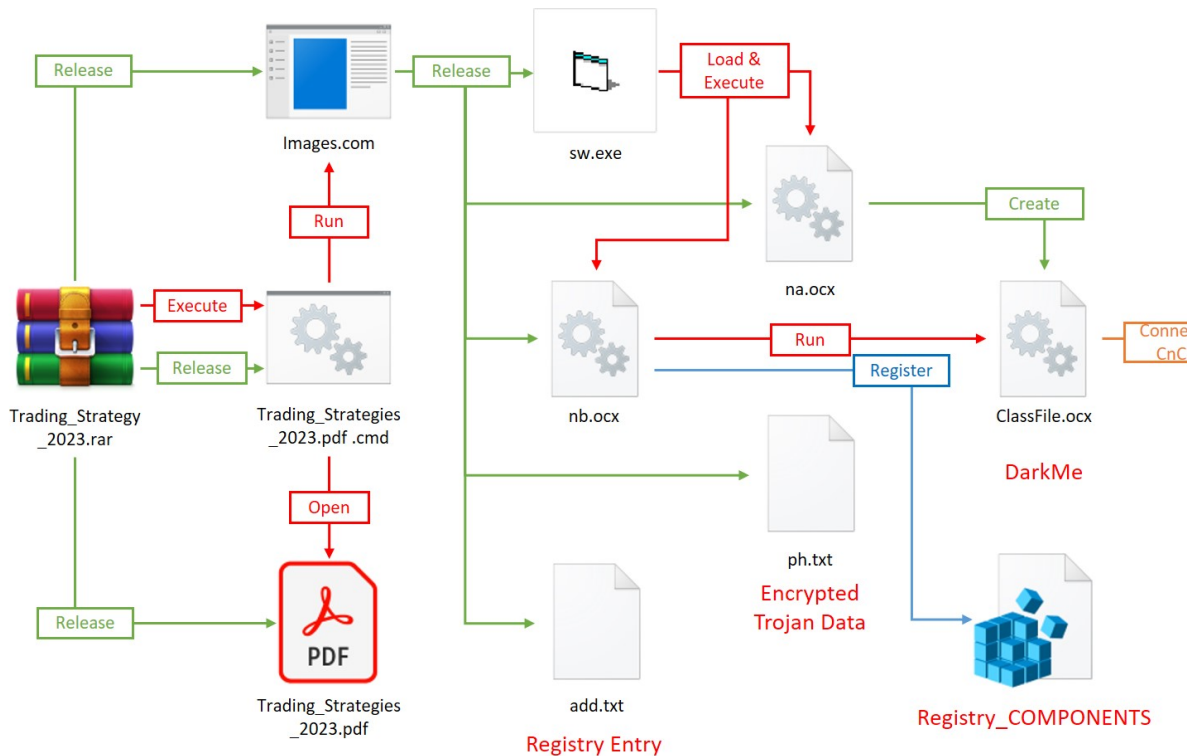 Release
Images.com
Release
sw.exe
Load &
Execute
na.ocx
Create
Run
Trading_Strategy
_2023.rar
Execute
Release
Trading_Strategies
_2023.pdf .cmd
nb.ocx
Run
Register
ClassFile.ocx
DarkMe
CnC
Open
Release
PDF
Trading_Strategies
_2023.pdf
ph.txt
Encrypted
Trojan Data
add.txt
Registry Entry
Registry_COMPONENTS